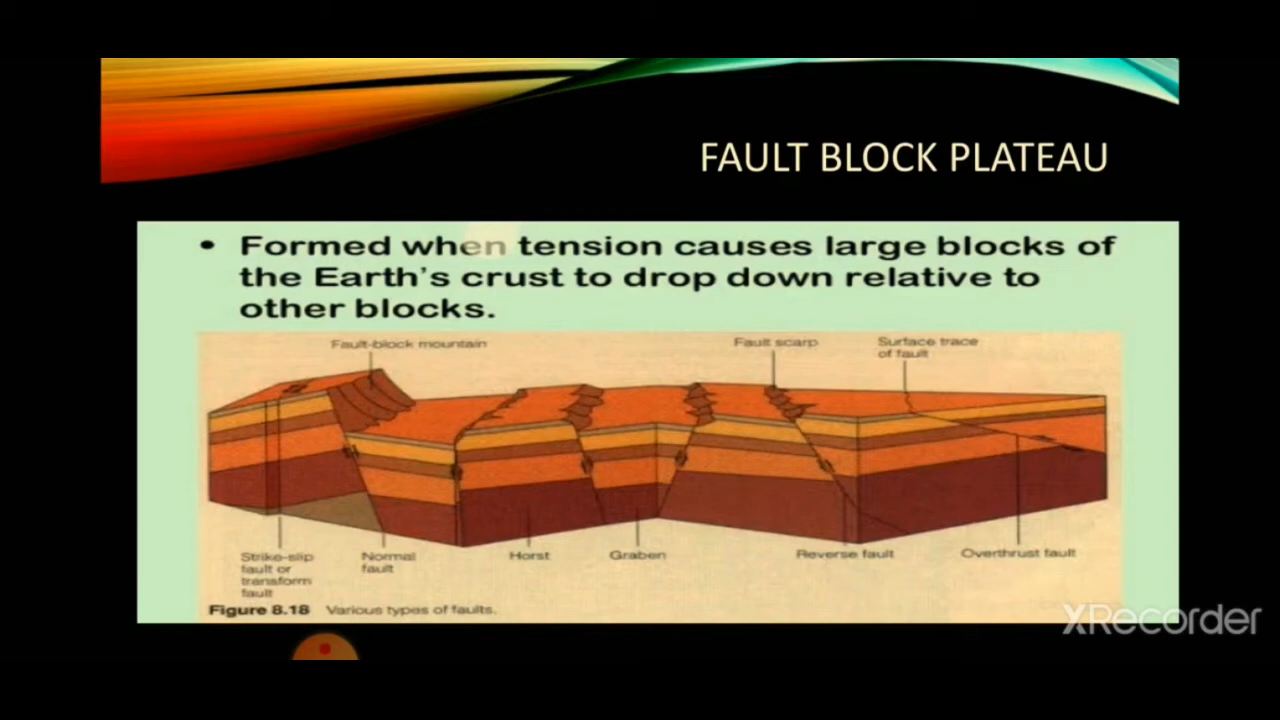 FAULT BLOCK PLATEAU
• Formed when tension causes large blocks of
the Earth's crust to drop down relative to
other blocks.
Fault-block mountain
Fault scarp
Surface trace
of fault
Strike-slip
fault or
transform
fault
Normal
fault
Horst
Graben
Reverse fault
Overthrust fault
Figure 8.18 Various types of faults.
XRecorder